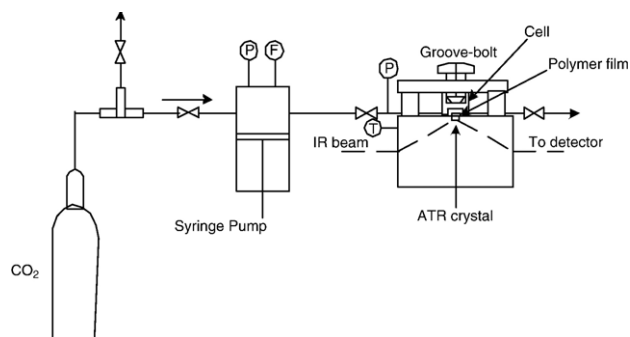 Cell
P
F
Groove-bolt
P
Polymer film
T
IR beam
To detector
ATR crystal
Syringe Pump
CO₂